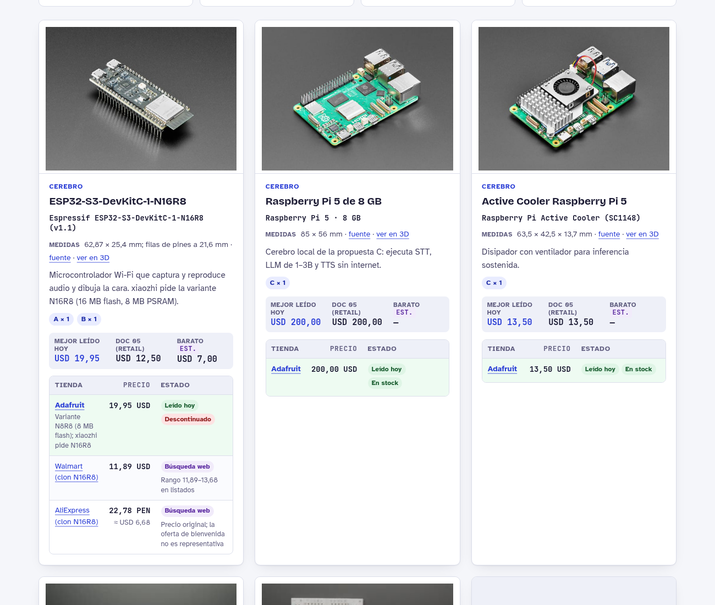 CEREBRO
ESP32-S3-DevKitC-1-N16R8
Espressif ESP32-S3-DevKitC-1-N16R8
(v1.1)
MEDIDAS 62,87 × 25,4 mm; filas de pines a 21,6 mm ·
fuente · ver en 3D
Microcontrolador Wi-Fi que captura y reproduce
audio y dibuja la cara. xiaozhi pide la variante
N16R8 (16 MB flash, 8 MB PSRAM).
A × 1 B × 1
MEJOR LEÍDO HOY
USD 19,95
DOC 05 (RETAIL)
USD 12,50
BARATO EST.
USD 7,00
TIENDA PRECIO ESTADO
Adafruit 19,95 USD Leído hoy
Descontinuado
Variante
N8R8 (8 MB
flash); xiaozhi
pide N16R8
Walmart 11,89 USD Búsqueda web
(clon N16R8) Rango 11,89–13,68
en listados
AliExpress 22,78 PEN Búsqueda web
(clon N16R8) ≈ USD 6,68 Precio original; la
oferta de bienvenida
no es representativa
CEREBRO
Raspberry Pi 5 de 8 GB
Raspberry Pi 5 · 8 GB
MEDIDAS 85 × 56 mm · fuente · ver en 3D
Cerebro local de la propuesta C: ejecuta STT,
LLM de 1–3B y TTS sin internet.
C × 1
MEJOR LEÍDO HOY
USD 200,00
DOC 05 (RETAIL)
USD 200,00
BARATO EST.
—
TIENDA PRECIO ESTADO
Adafruit 200,00 USD Leído hoy
En stock
CEREBRO
Active Cooler Raspberry Pi 5
Raspberry Pi Active Cooler (SC1148)
MEDIDAS 63,5 × 42,5 × 13,7 mm · fuente · ver en 3D
Disipador con ventilador para inferencia
sostenida.
C × 1
MEJOR LEÍDO HOY
USD 13,50
DOC 05 (RETAIL)
USD 13,50
BARATO EST.
—
TIENDA PRECIO ESTADO
Adafruit 13,50 USD Leído hoy En stock